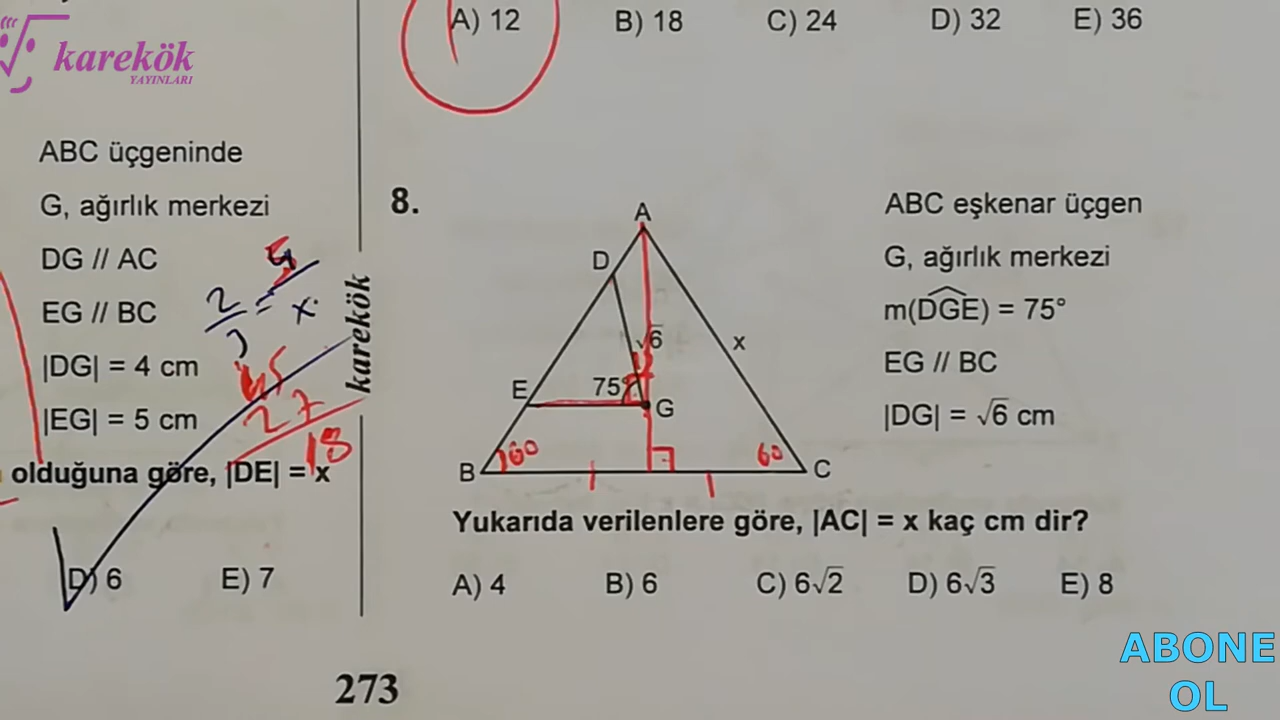 karekök
YAYINLARI
A) 12 B) 18 C) 24 D) 32 E) 36
ABC üçgeninde
G, ağırlık merkezi
DG // AC
EG // BC
|DG| = 4 cm
|EG| = 5 cm
olduğuna göre, |DE| = x
D) 6 E) 7
karekök
8.
A
D
√6
x
E
75°
G
B
60
60
C
ABC eşkenar üçgen
G, ağırlık merkezi
m(DGE) = 75°
EG // BC
|DG| = √6 cm
Yukarıda verilenlere göre, |AC| = x kaç cm dir?
A) 4 B) 6 C) 6√2 D) 6√3 E) 8
2
= x
27
18
273
ABONE
OL